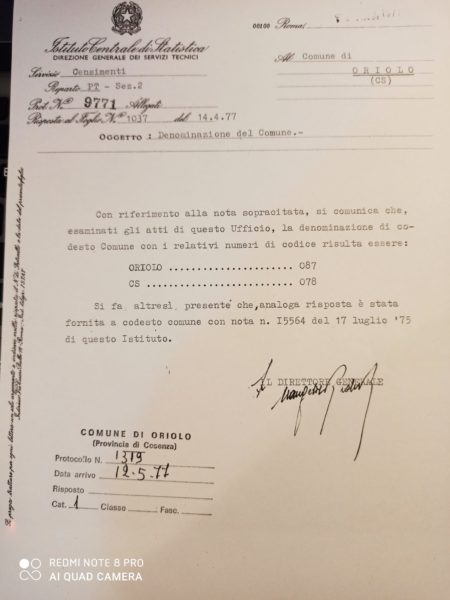 00100 Roma,
Istituto Centrale di Statistica
DIREZIONE GENERALE DEI SERVIZI TECNICI
Servizio Censimenti
Reparto PT - Sez.2
Prot. N.º 9771 Allegati
Risposta al Foglio N.º 1037 del 14.4.77
Al Comune di
ORIOLO
(CS)
OGGETTO : Denominazione del Comune.-
Con riferimento alla nota sopracitata, si comunica che,
esaminati gli atti di questo Ufficio, la denominazione di co-
desto Comune con i relativi numeri di codice risulta essere:
ORIOLO .................. 087
CS ...................... 078
Si fa, altresì, presente che, analoga risposta è stata
fornita a codesto comune con nota n. I5564 del 17 luglio '75
di questo Istituto.
IL DIRETTORE GENERALE
COMUNE DI ORIOLO
(Provincia di Cosenza)
Protocollo N. 1319
Data arrivo 12.5.77
Risposto
Cat. 1 Classe Fasc.
REDMI NOTE 8 PRO
AI QUAD CAMERA